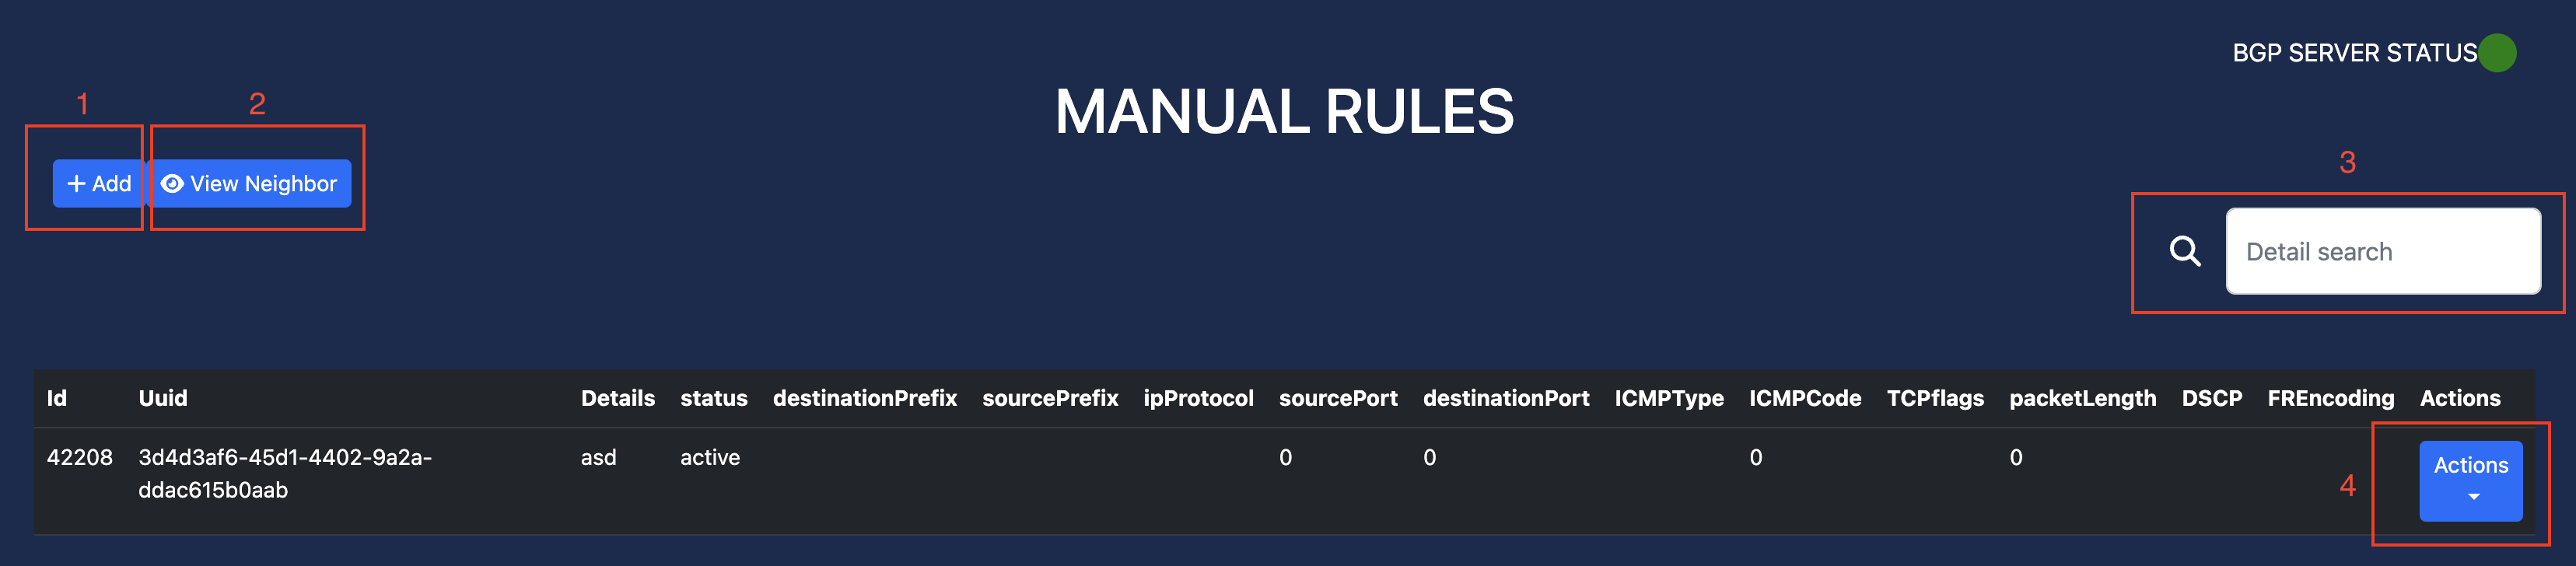 BGP SERVER STATUS
1
2
MANUAL RULES
3
Add
View Neighbor
Detail search
Id Uuid Details status destinationPrefix sourcePrefix ipProtocol sourcePort destinationPort ICMPType ICMPCode TCPflags packetLength DSCP FREncoding Actions
42208 3d4d3af6-45d1-4402-9a2a- asd active 0 0 0 0 Actions
ddac615b0aab
4